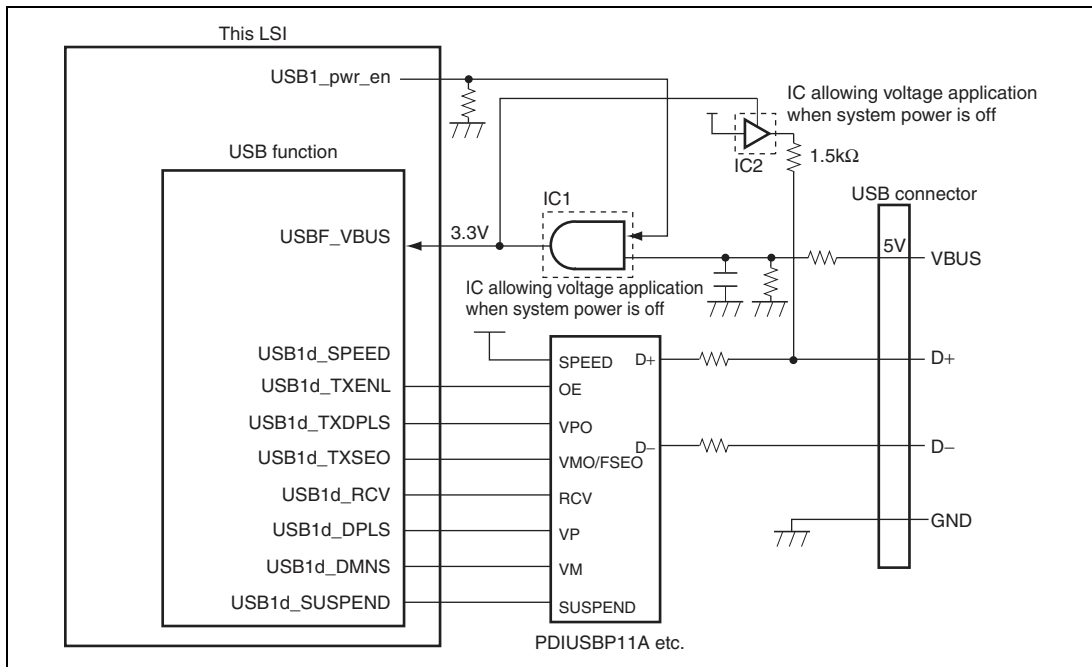 This LSI
USB1_pwr_en
IC allowing voltage application
when system power is off
IC2
1.5kΩ
USB function
USB connector
IC1
USBF_VBUS
3.3V
5V
VBUS
IC allowing voltage application
when system power is off
USB1d_SPEED
SPEED
D+
D+
USB1d_TXENL
OE
USB1d_TXDPLS
VPO
D−
D−
USB1d_TXSEO
VMO/FSEO
USB1d_RCV
RCV
USB1d_DPLS
VP
GND
USB1d_DMNS
VM
USB1d_SUSPEND
SUSPEND
PDIUSBP11A etc.